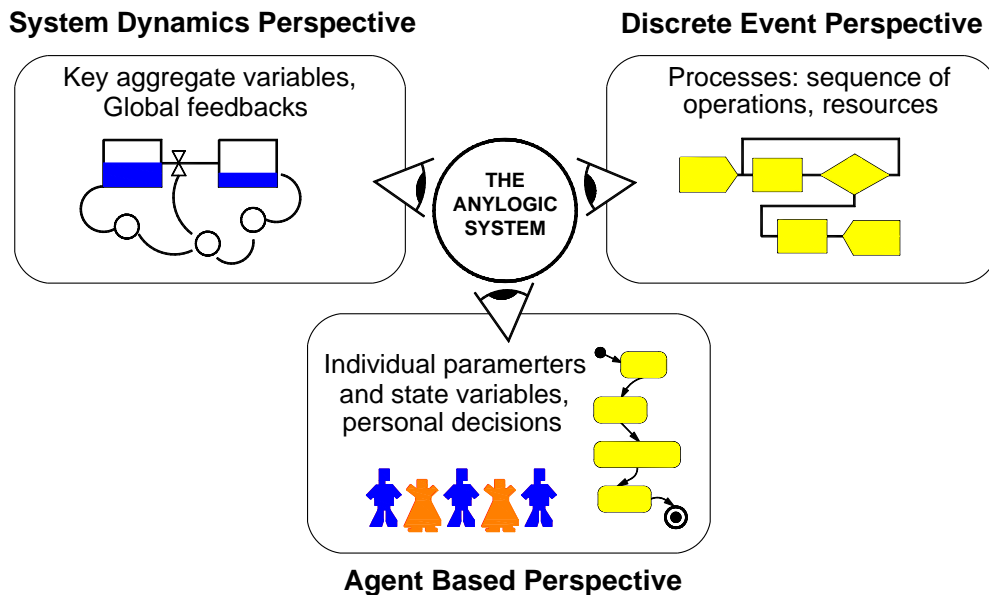 System Dynamics Perspective
Key aggregate variables,
Global feedbacks
Discrete Event Perspective
Processes: sequence of
operations, resources
THE
ANYLOGIC
SYSTEM
Individual paramerters
and state variables,
personal decisions
Agent Based Perspective